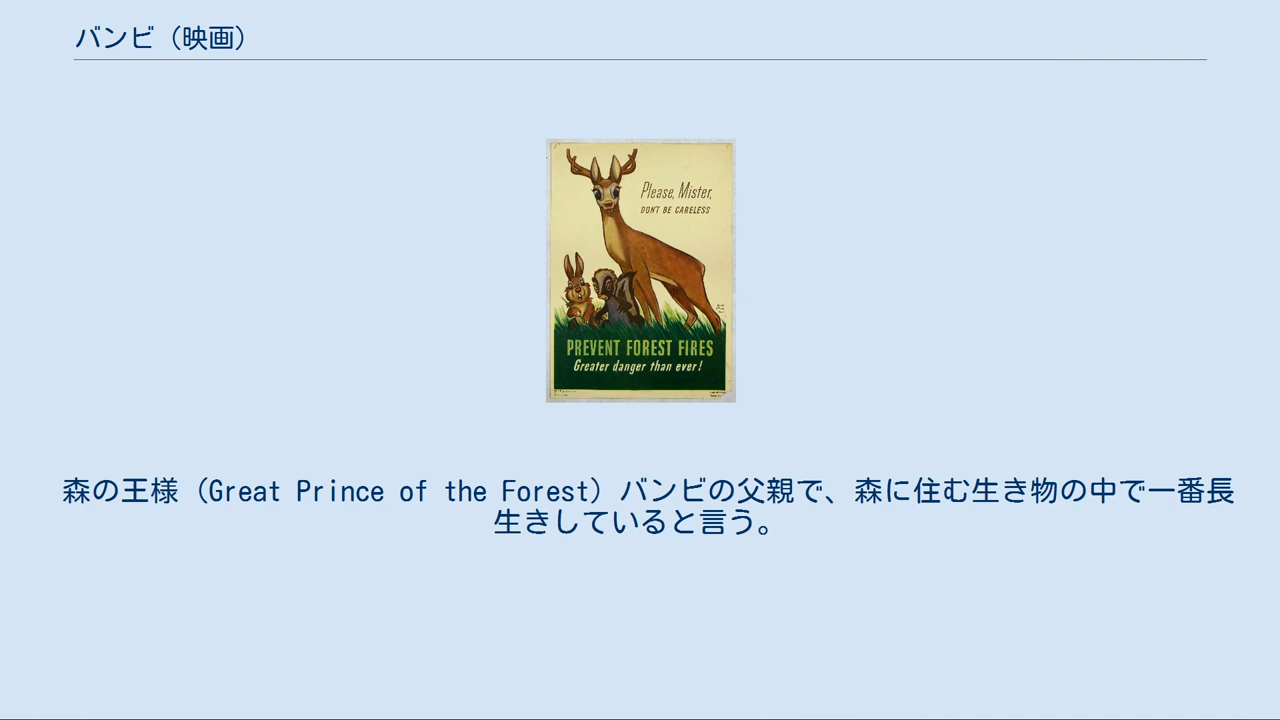 バンビ（映画）
Please, Mister,
DON'T BE CARELESS
PREVENT FOREST FIRES
Greater danger than ever!
森の王様（Great Prince of the Forest）バンビの父親で、森に住む生き物の中で一番長
生きしていると言う。